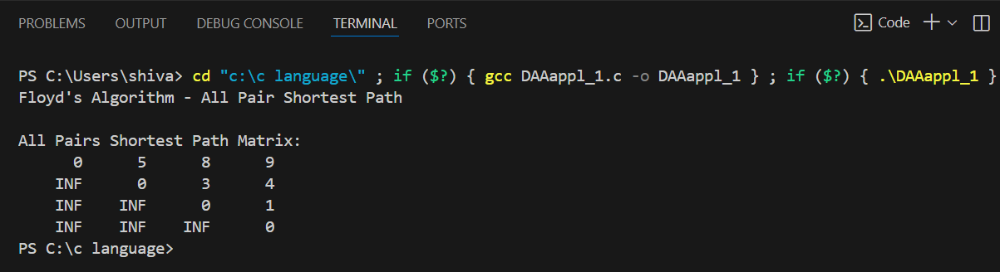 PROBLEMS OUTPUT DEBUG CONSOLE TERMINAL PORTS Code
PS C:\Users\shiva> cd "c:\c language\" ; if ($?) { gcc DAAappl_1.c -o DAAappl_1 } ; if ($?) { .\DAAappl_1 }
Floyd's Algorithm - All Pair Shortest Path
All Pairs Shortest Path Matrix:
0 5 8 9
INF 0 3 4
INF INF 0 1
INF INF INF 0
PS C:\c language>